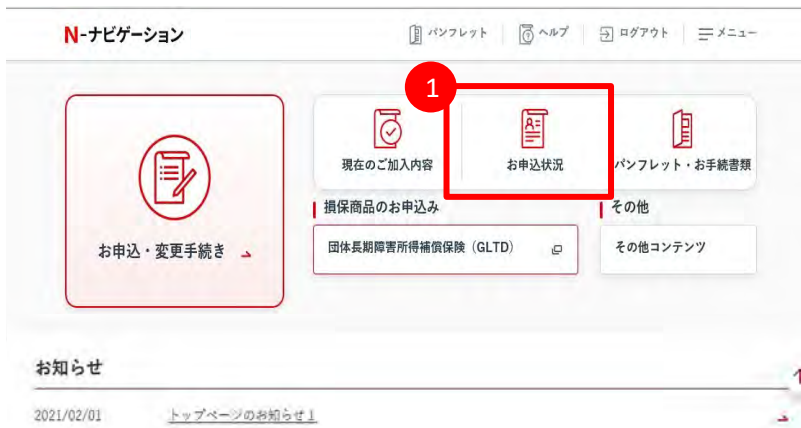 N-ナビゲーション
パンフレット
ヘルプ
ログアウト
メニュー
1
お申込・変更手続き
現在のご加入内容
お申込状況
パンフレット・お手続書類
損保商品のお申込み
団体長期障害所得補償保険（GLTD）
その他
その他コンテンツ
お知らせ
2021/02/01 トップページのお知らせ1